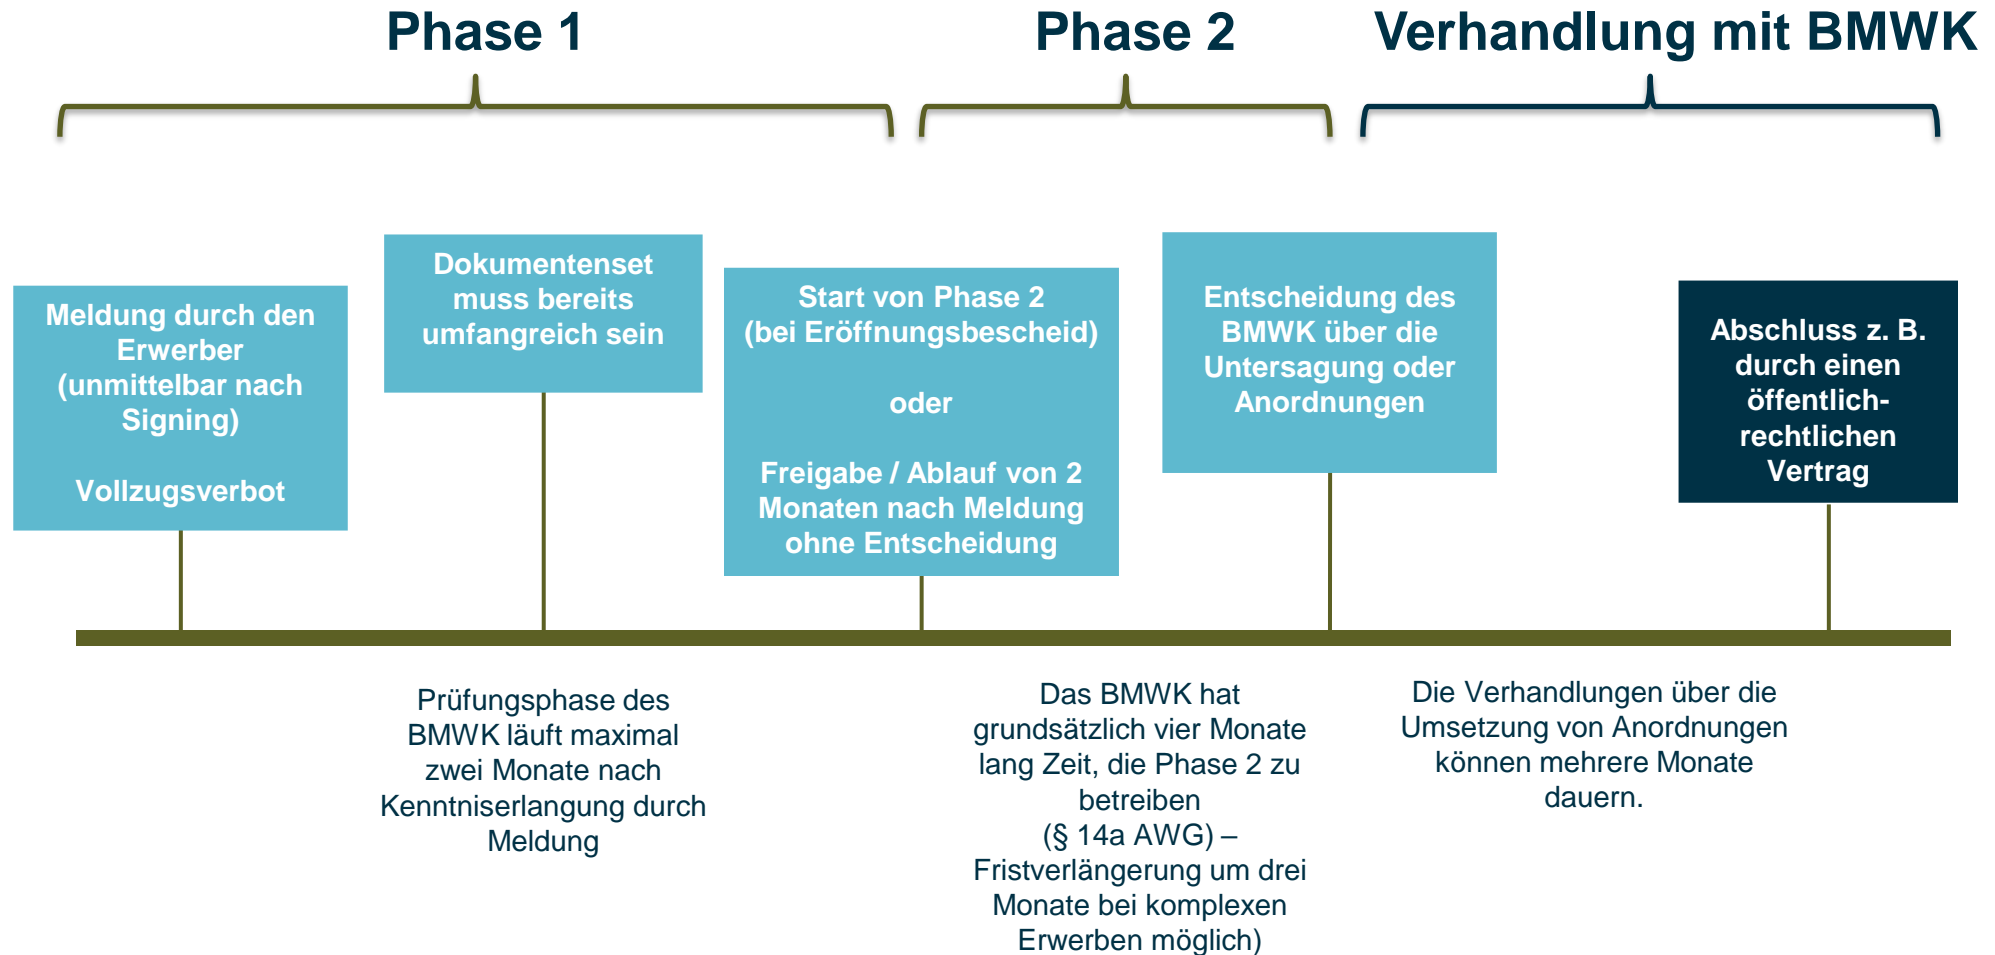 Phase 1
Phase 2
Verhandlung mit BMWK
Meldung durch den
Erwerber
(unmittelbar nach
Signing)
Vollzugsverbot
Dokumentenset
muss bereits
umfangreich sein
Start von Phase 2
(bei Eröffnungsbescheid)
oder
Freigabe / Ablauf von 2
Monaten nach Meldung
ohne Entscheidung
Entscheidung des
BMWK über die
Untersagung oder
Anordnungen
Abschluss z. B.
durch einen
öffentlich-
rechtlichen
Vertrag
Prüfungsphase des
BMWK läuft maximal
zwei Monate nach
Kenntniserlangung durch
Meldung
Das BMWK hat
grundsätzlich vier Monate
lang Zeit, die Phase 2 zu
betreiben
(§ 14a AWG) –
Fristverlängerung um drei
Monate bei komplexen
Erwerben möglich)
Die Verhandlungen über die
Umsetzung von Anordnungen
können mehrere Monate
dauern.